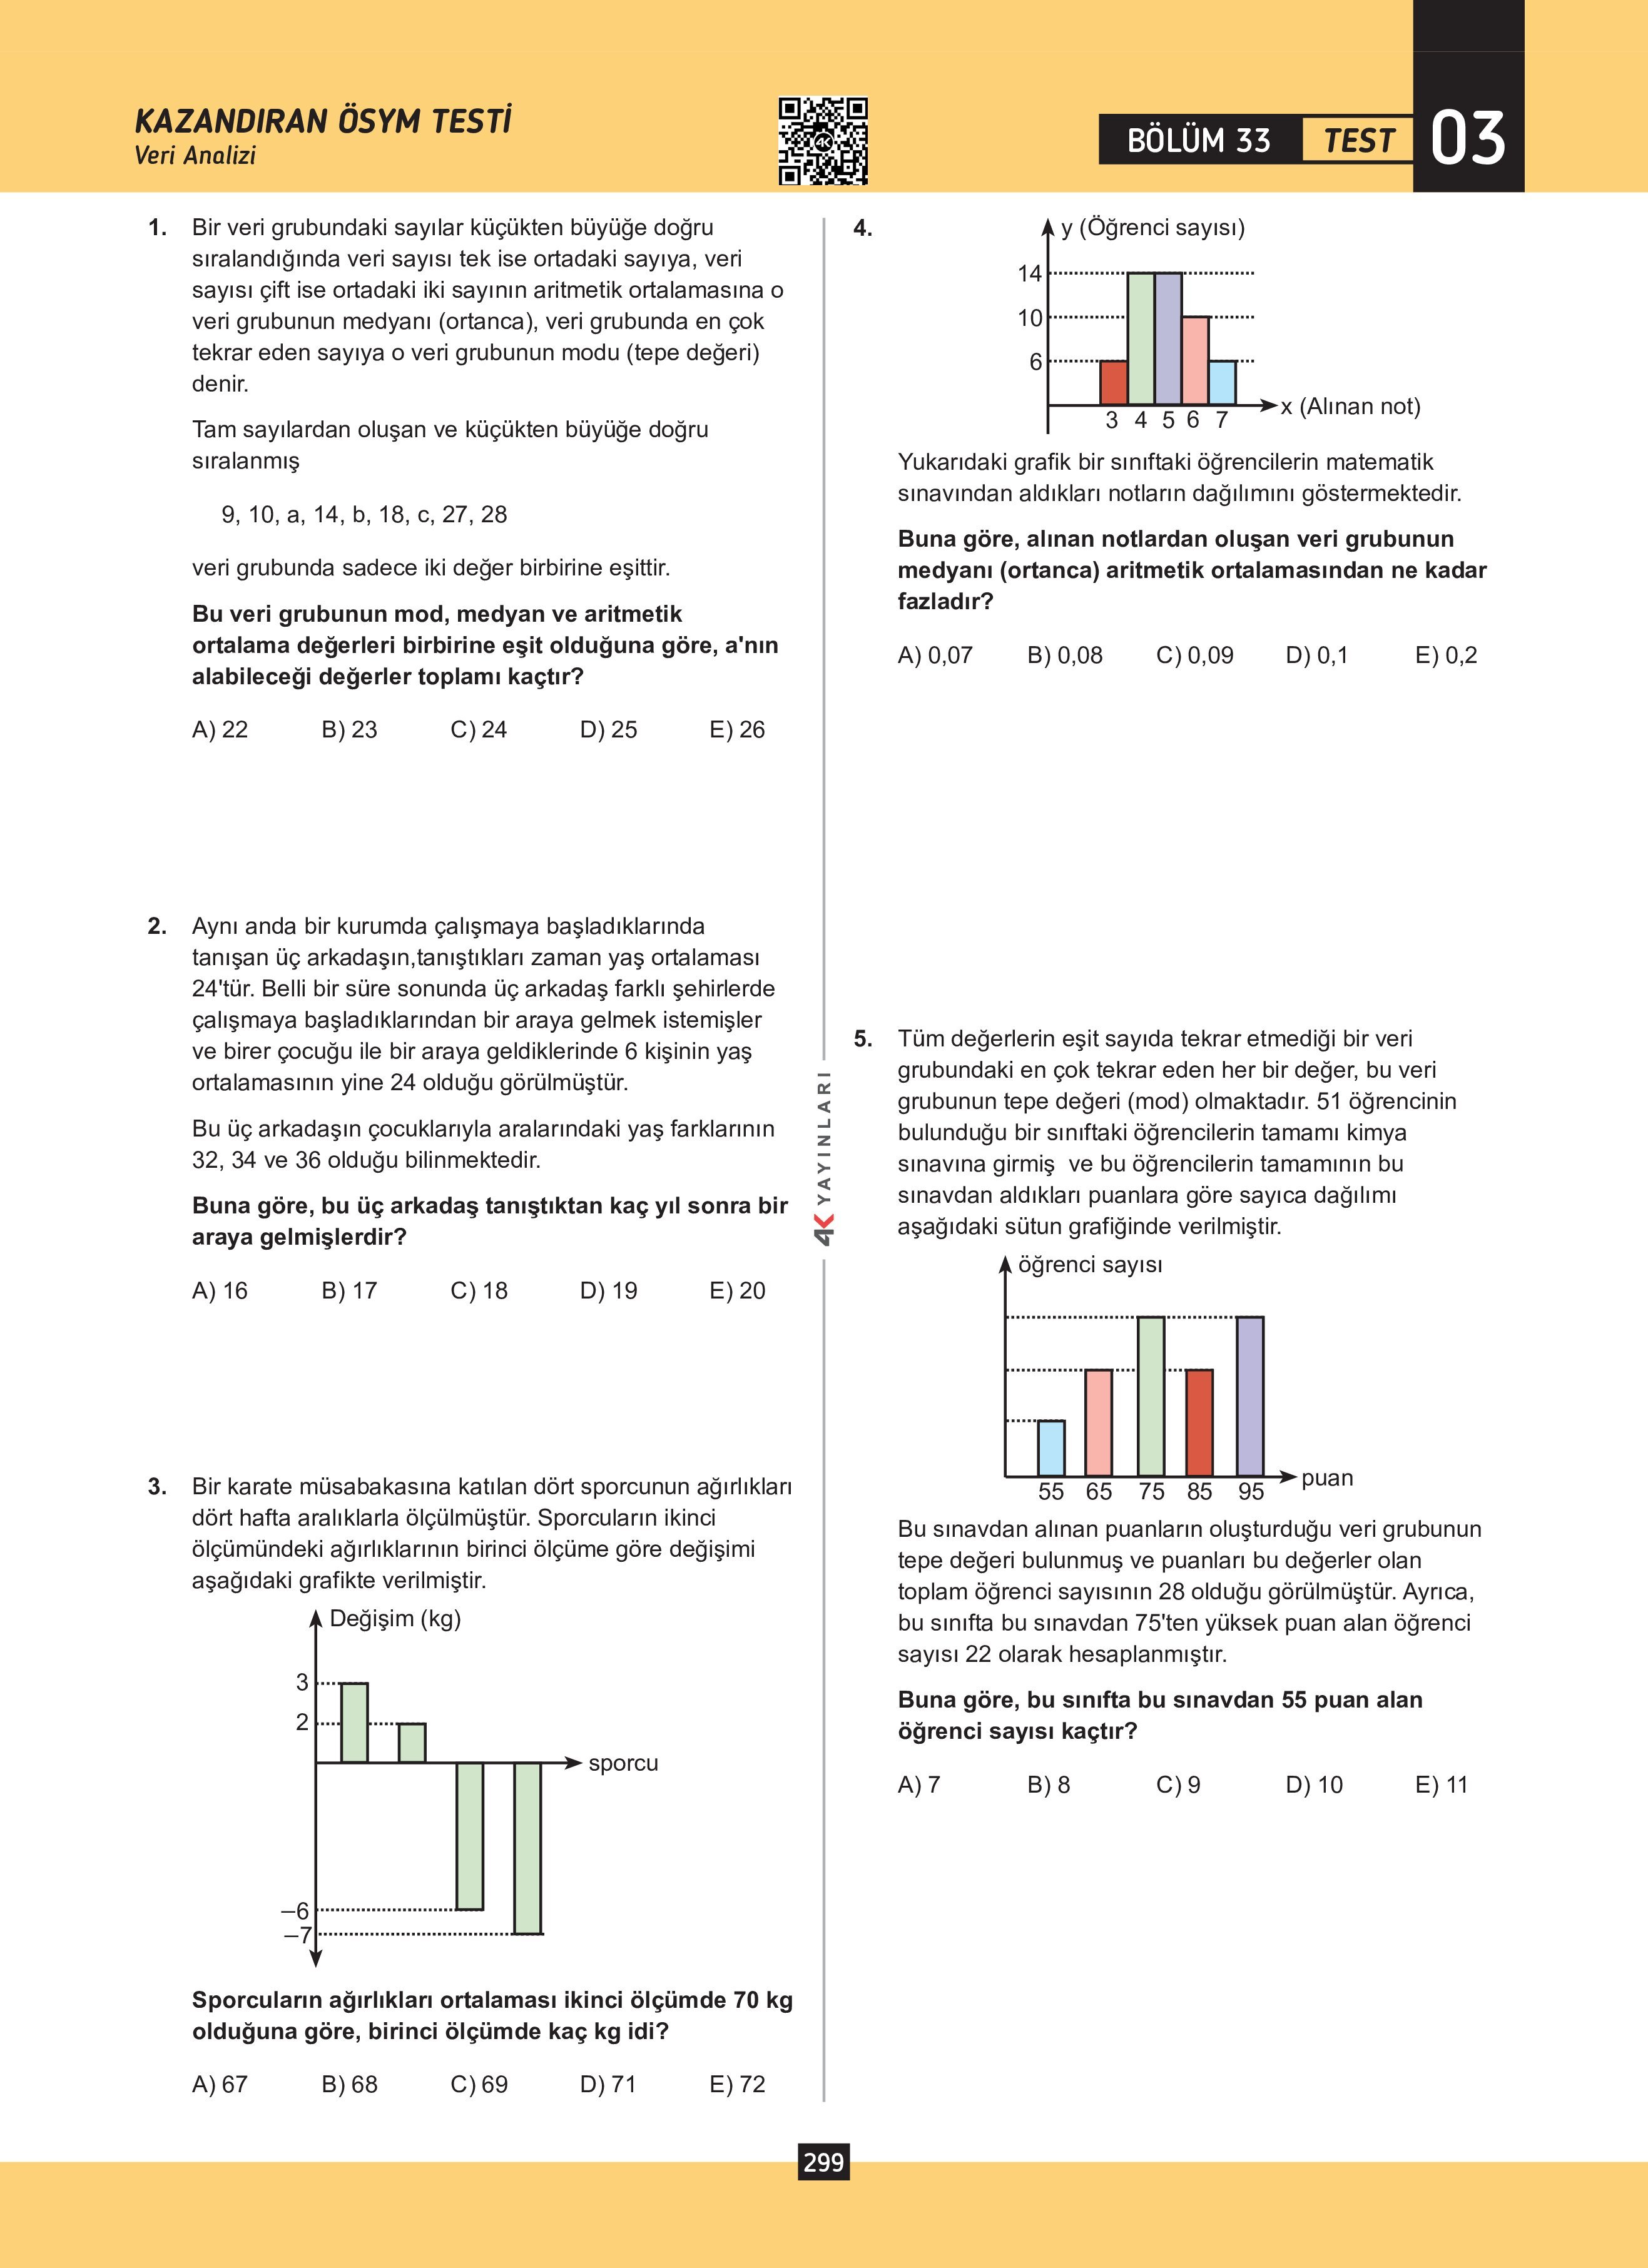 KAZANDIRAN ÖSYM TESTİ
Veri Analizi
BÖLÜM 33
TEST
03
1. Bir veri grubundaki sayılar küçükten büyüğe doğru
sıralandığında veri sayısı tek ise ortadaki sayıya, veri
sayısı çift ise ortadaki iki sayının aritmetik ortalamasına o
veri grubunun medyanı (ortanca), veri grubunda en çok
tekrar eden sayıya o veri grubunun modu (tepe değeri)
denir.
Tam sayılardan oluşan ve küçükten büyüğe doğru
sıralanmış
9, 10, a, 14, b, 18, c, 27, 28
veri grubunda sadece iki değer birbirine eşittir.
Bu veri grubunun mod, medyan ve aritmetik
ortalama değerleri birbirine eşit olduğuna göre, a'nın
alabileceği değerler toplamı kaçtır?
A) 22 B) 23 C) 24 D) 25 E) 26
2. Aynı anda bir kurumda çalışmaya başladıklarında
tanışan üç arkadaşın,tanıştıkları zaman yaş ortalaması
24'tür. Belli bir süre sonunda üç arkadaş farklı şehirlerde
çalışmaya başladıklarından bir araya gelmek istemişler
ve birer çocuğu ile bir araya geldiklerinde 6 kişinin yaş
ortalamasının yine 24 olduğu görülmüştür.
Bu üç arkadaşın çocuklarıyla aralarındaki yaş farklarının
32, 34 ve 36 olduğu bilinmektedir.
Buna göre, bu üç arkadaş tanıştıktan kaç yıl sonra bir
araya gelmişlerdir?
A) 16 B) 17 C) 18 D) 19 E) 20
3. Bir karate müsabakasına katılan dört sporcunun ağırlıkları
dört hafta aralıklarla ölçülmüştür. Sporcuların ikinci
ölçümündeki ağırlıklarının birinci ölçüme göre değişimi
aşağıdaki grafikte verilmiştir.
Değişim (kg)
3
2
sporcu
–6
–7
Sporcuların ağırlıkları ortalaması ikinci ölçümde 70 kg
olduğuna göre, birinci ölçümde kaç kg idi?
A) 67 B) 68 C) 69 D) 71 E) 72
4K YAYINLARI
4.
y (Öğrenci sayısı)
14
10
6
x (Alınan not)
3 4 5 6 7
Yukarıdaki grafik bir sınıftaki öğrencilerin matematik
sınavından aldıkları notların dağılımını göstermektedir.
Buna göre, alınan notlardan oluşan veri grubunun
medyanı (ortanca) aritmetik ortalamasından ne kadar
fazladır?
A) 0,07 B) 0,08 C) 0,09 D) 0,1 E) 0,2
5. Tüm değerlerin eşit sayıda tekrar etmediği bir veri
grubundaki en çok tekrar eden her bir değer, bu veri
grubunun tepe değeri (mod) olmaktadır. 51 öğrencinin
bulunduğu bir sınıftaki öğrencilerin tamamı kimya
sınavına girmiş ve bu öğrencilerin tamamının bu
sınavdan aldıkları puanlara göre sayıca dağılımı
aşağıdaki sütun grafiğinde verilmiştir.
öğrenci sayısı
puan
55 65 75 85 95
Bu sınavdan alınan puanların oluşturduğu veri grubunun
tepe değeri bulunmuş ve puanları bu değerler olan
toplam öğrenci sayısının 28 olduğu görülmüştür. Ayrıca,
bu sınıfta bu sınavdan 75'ten yüksek puan alan öğrenci
sayısı 22 olarak hesaplanmıştır.
Buna göre, bu sınıfta bu sınavdan 55 puan alan
öğrenci sayısı kaçtır?
A) 7 B) 8 C) 9 D) 10 E) 11
299